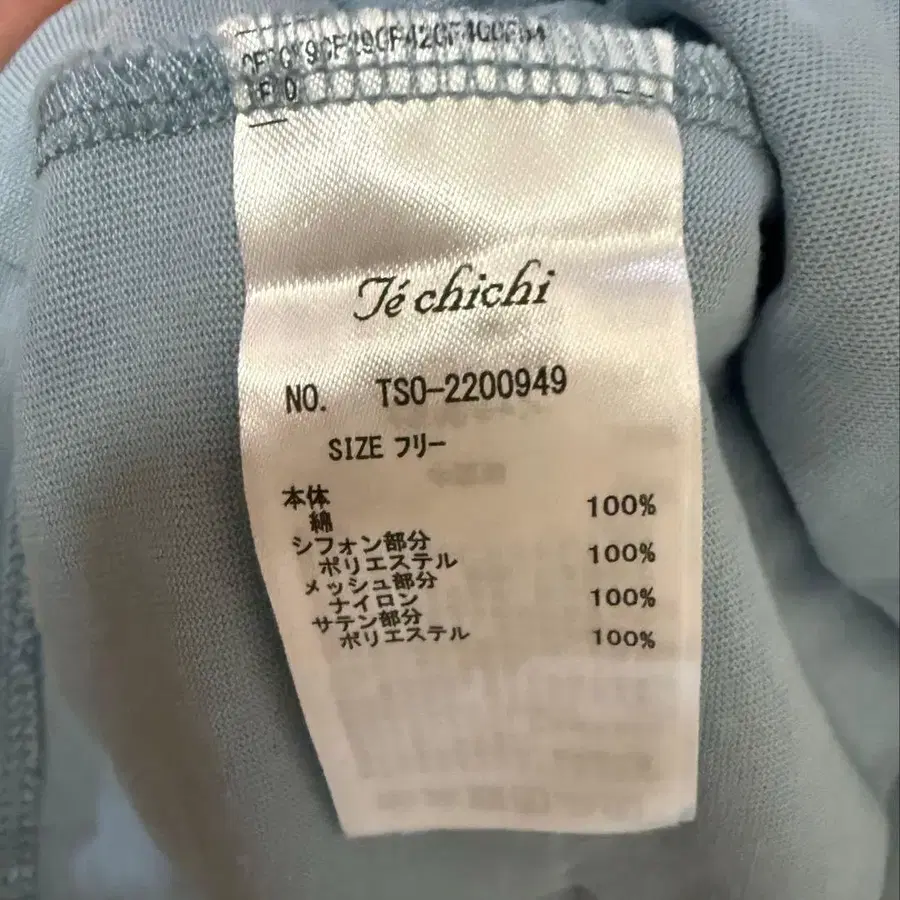 Té chichi
NO. TSO-2200949
SIZE フリー
本体
綿 100%
シフォン部分
ポリエステル 100%
メッシュ部分
ナイロン 100%
サテン部分
ポリエステル 100%